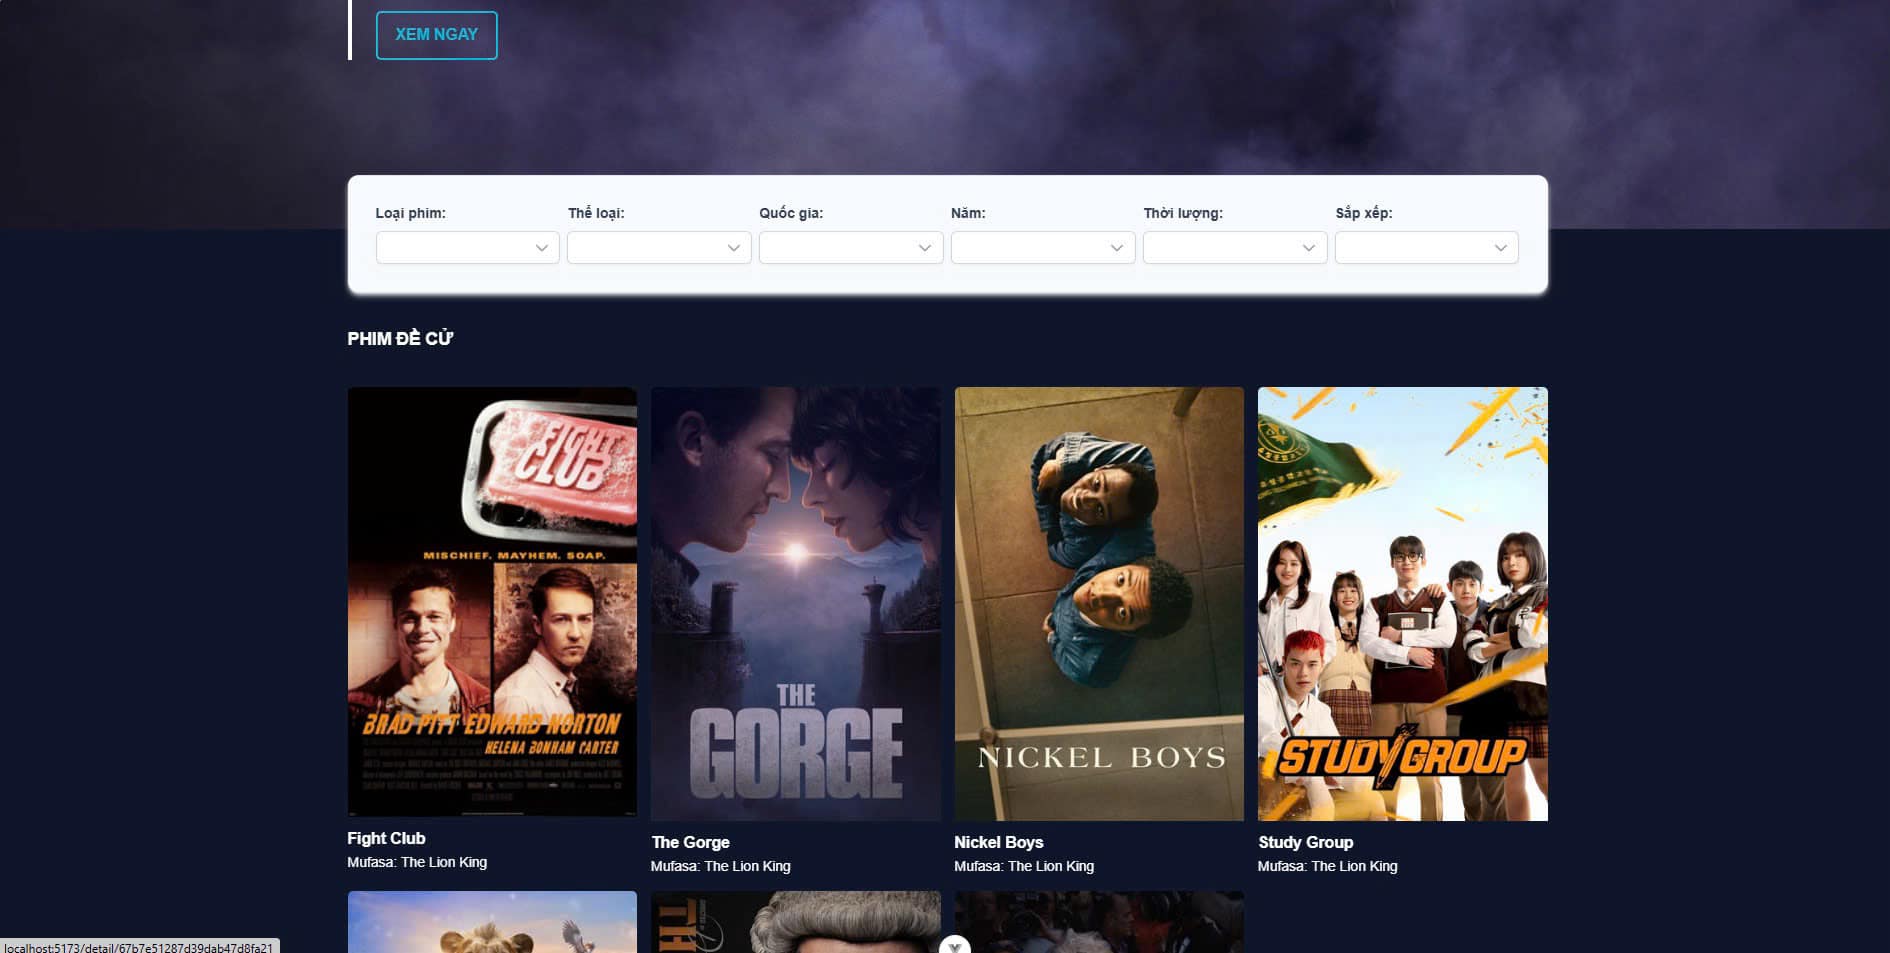 XEM NGAY
Loại phim:
Thể loại:
Quốc gia:
Năm:
Thời lượng:
Sắp xếp:
PHIM ĐỀ CỬ
FIGHT
CLUB
MISCHIEF. MAYHEM. SOAP.
BRAD PITT EDWARD NORTON
HELENA BONHAM CARTER
THE
GORGE
NICKEL BOYS
STUDY GROUP
Fight Club
Mufasa: The Lion King
The Gorge
Mufasa: The Lion King
Nickel Boys
Mufasa: The Lion King
Study Group
Mufasa: The Lion King
localhost:5173/detail/67b7e51287d39dab47d8fa21